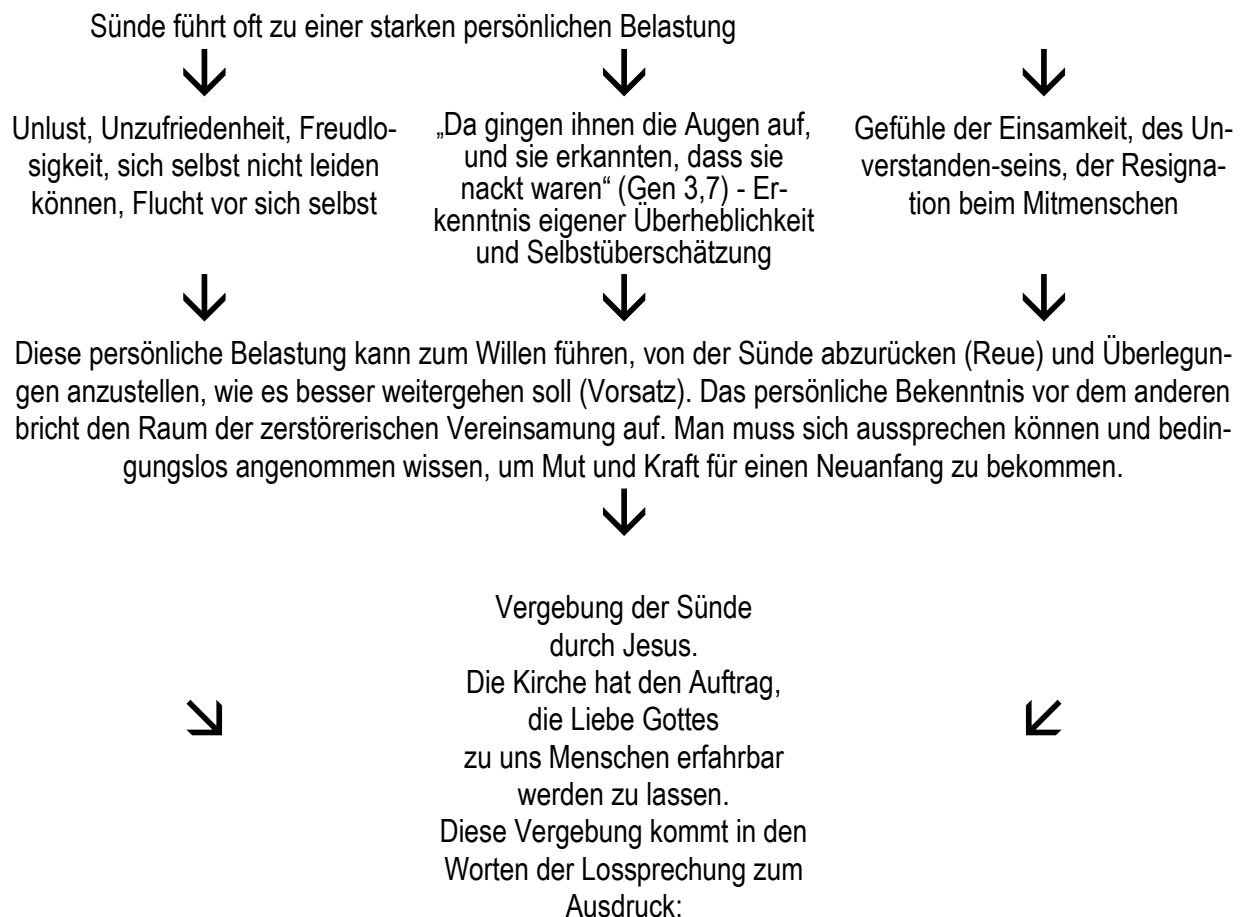 Sünde führt oft zu einer starken persönlichen Belastung
Unlust, Unzufriedenheit, Freudlo-
sigkeit, sich selbst nicht leiden
können, Flucht vor sich selbst
„Da gingen ihnen die Augen auf,
und sie erkannten, dass sie
nackt waren“ (Gen 3,7) - Er-
kenntnis eigener Überheblichkeit
und Selbstüberschätzung
Gefühle der Einsamkeit, des Un-
verstanden-seins, der Resigna-
tion beim Mitmenschen
Diese persönliche Belastung kann zum Willen führen, von der Sünde abzurücken (Reue) und Überlegun-
gen anzustellen, wie es besser weitergehen soll (Vorsatz). Das persönliche Bekenntnis vor dem anderen
bricht den Raum der zerstörerischen Vereinsamung auf. Man muss sich aussprechen können und bedin-
gungslos angenommen wissen, um Mut und Kraft für einen Neuanfang zu bekommen.
Vergebung der Sünde
durch Jesus.
Die Kirche hat den Auftrag,
die Liebe Gottes
zu uns Menschen erfahrbar
werden zu lassen.
Diese Vergebung kommt in den
Worten der Lossprechung zum
Ausdruck: